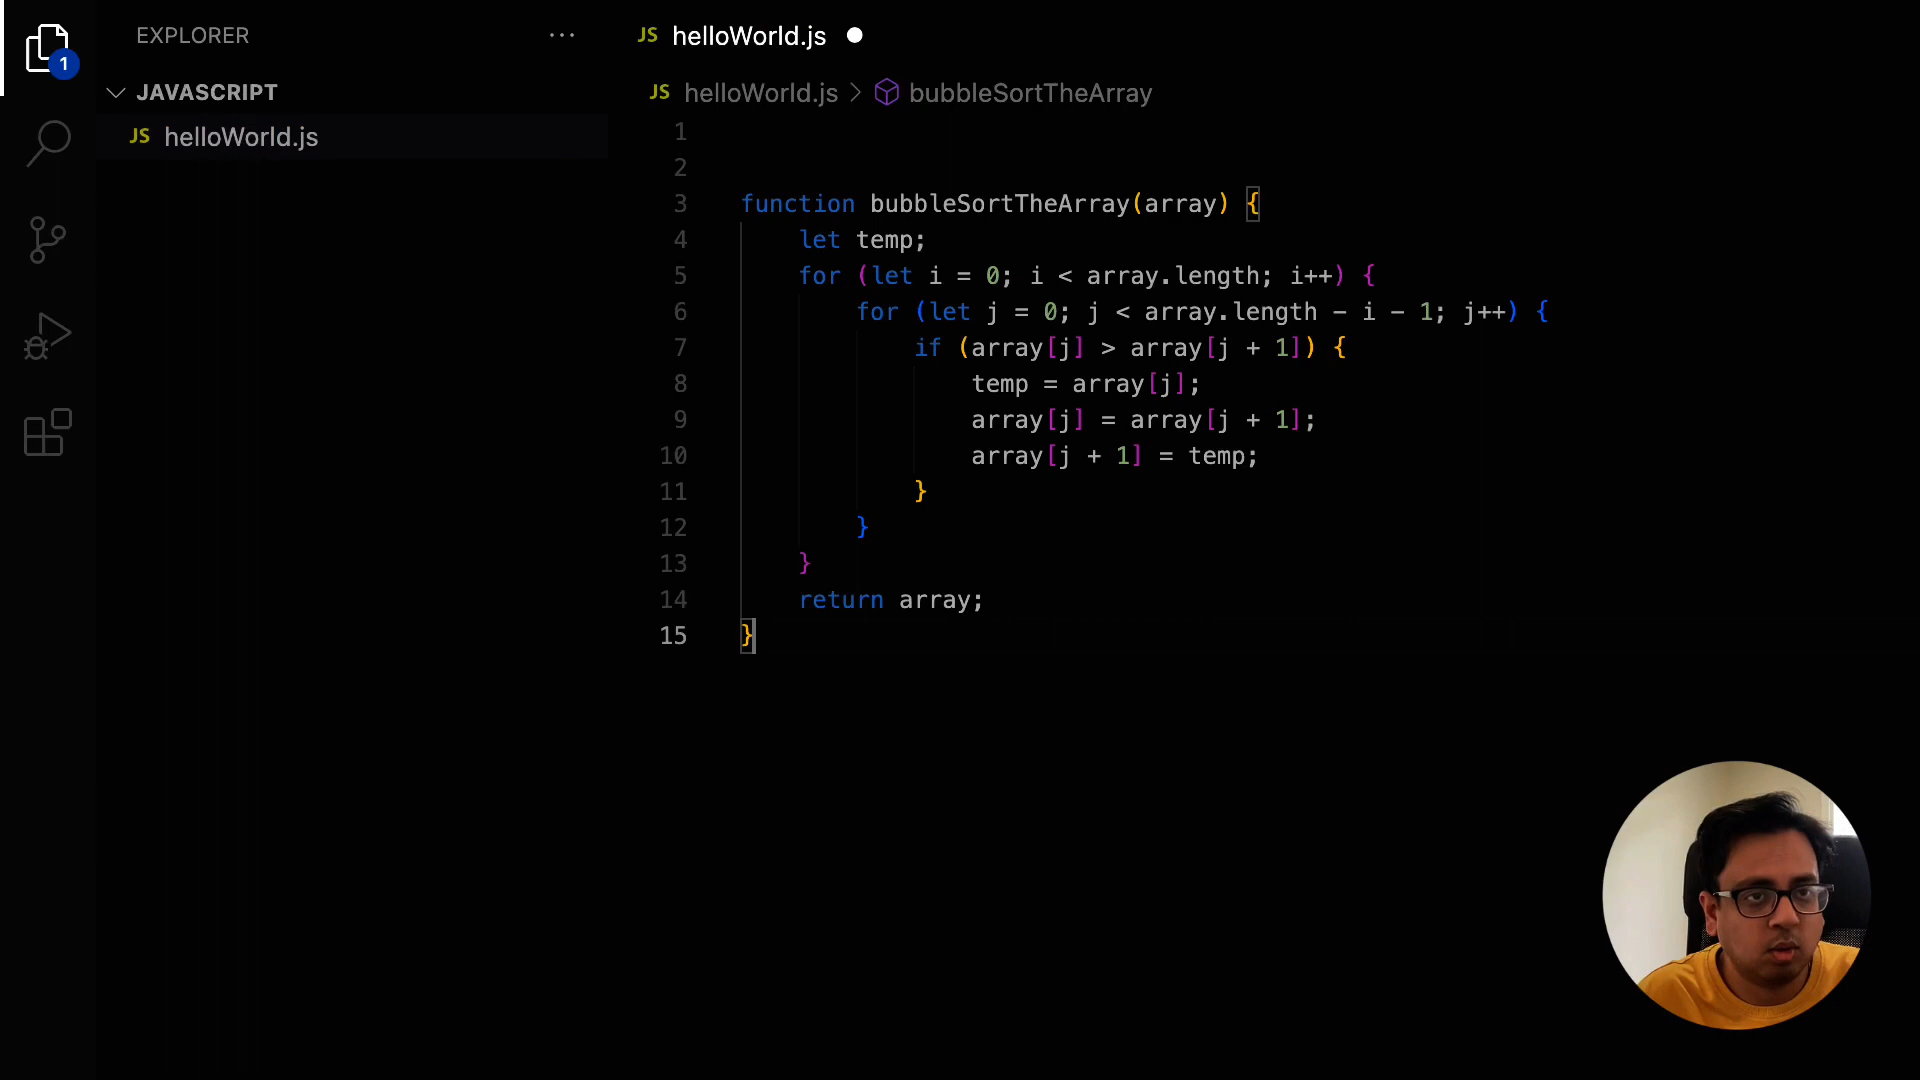 EXPLORER ...
1
JAVASCRIPT
JS helloWorld.js
JS helloWorld.js
JS helloWorld.js > bubbleSortTheArray
1
2
3 function bubbleSortTheArray(array) {
4 let temp;
5 for (let i = 0; i < array.length; i++) {
6 for (let j = 0; j < array.length - i - 1; j++) {
7 if (array[j] > array[j + 1]) {
8 temp = array[j];
9 array[j] = array[j + 1];
10 array[j + 1] = temp;
11 }
12 }
13 }
14 return array;
15 }